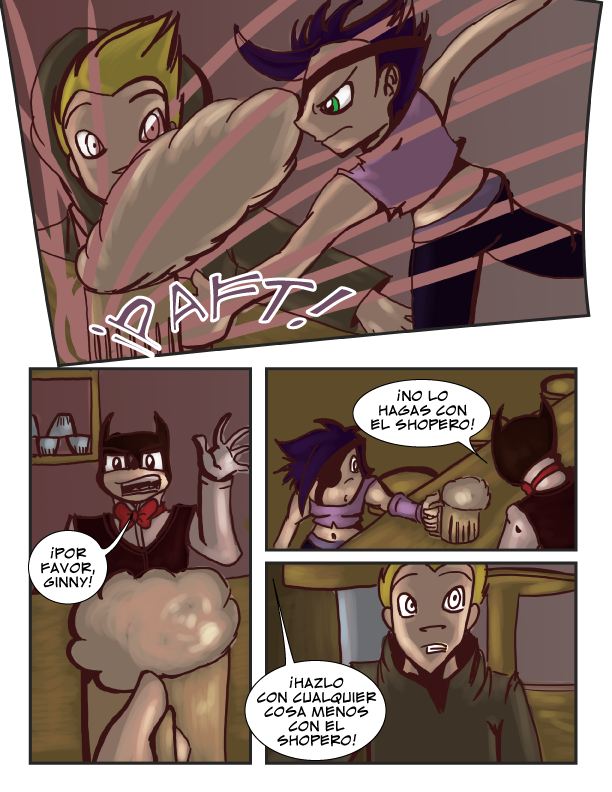 ¡PAFT!
¡POR
FAVOR,
GINNY!
¡NO LO
HAGAS CON
EL SHOPERO!
¡HAZLO
CON CUALQUIER
COSA MENOS
CON EL
SHOPERO!